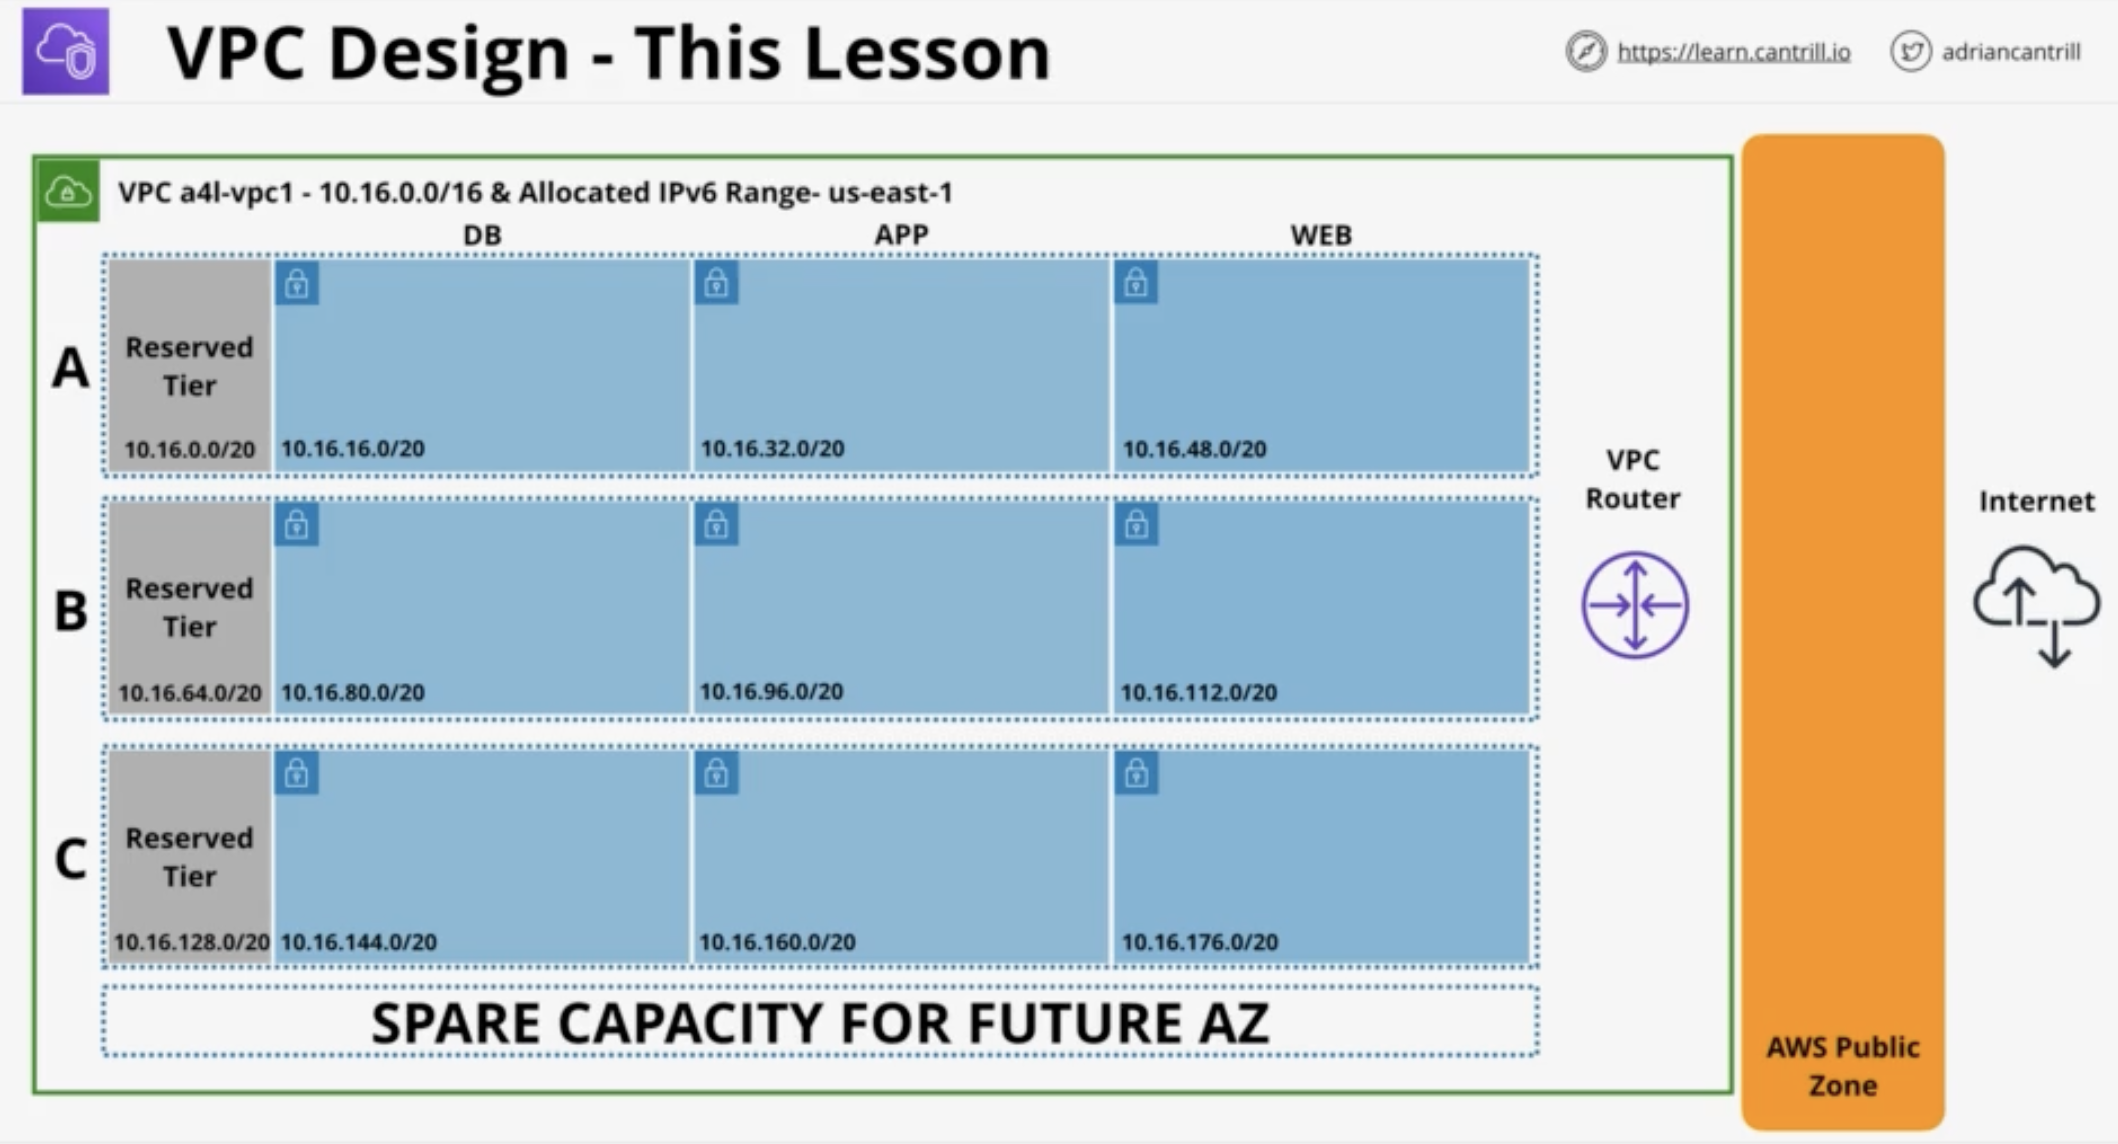 VPC Design - This Lesson
https://learn.cantrill.io
adriancantrill
VPC a4l-vpc1 - 10.16.0.0/16 & Allocated IPv6 Range- us-east-1
DB
APP
WEB
A
Reserved
Tier
10.16.0.0/20
10.16.16.0/20
10.16.32.0/20
10.16.48.0/20
B
Reserved
Tier
10.16.64.0/20
10.16.80.0/20
10.16.96.0/20
10.16.112.0/20
C
Reserved
Tier
10.16.128.0/20
10.16.144.0/20
10.16.160.0/20
10.16.176.0/20
SPARE CAPACITY FOR FUTURE AZ
VPC
Router
AWS Public
Zone
Internet